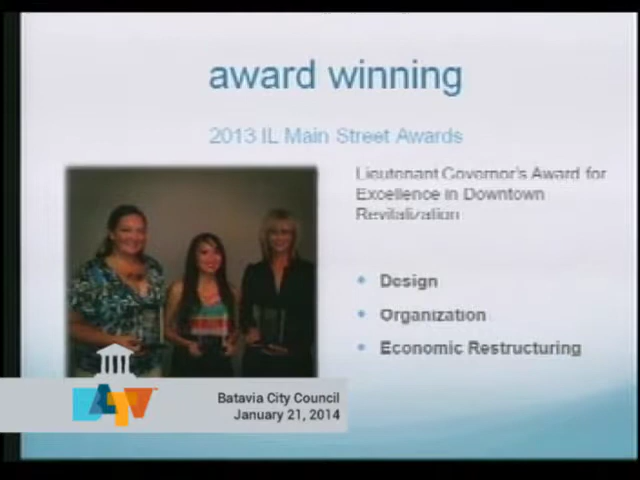 award winning
2013 IL Main Street Awards
Lieutenant Governor's Award for
Excellence in Downtown
Revitalization
• Design
• Organization
• Economic Restructuring
BATV
Batavia City Council
January 21, 2014